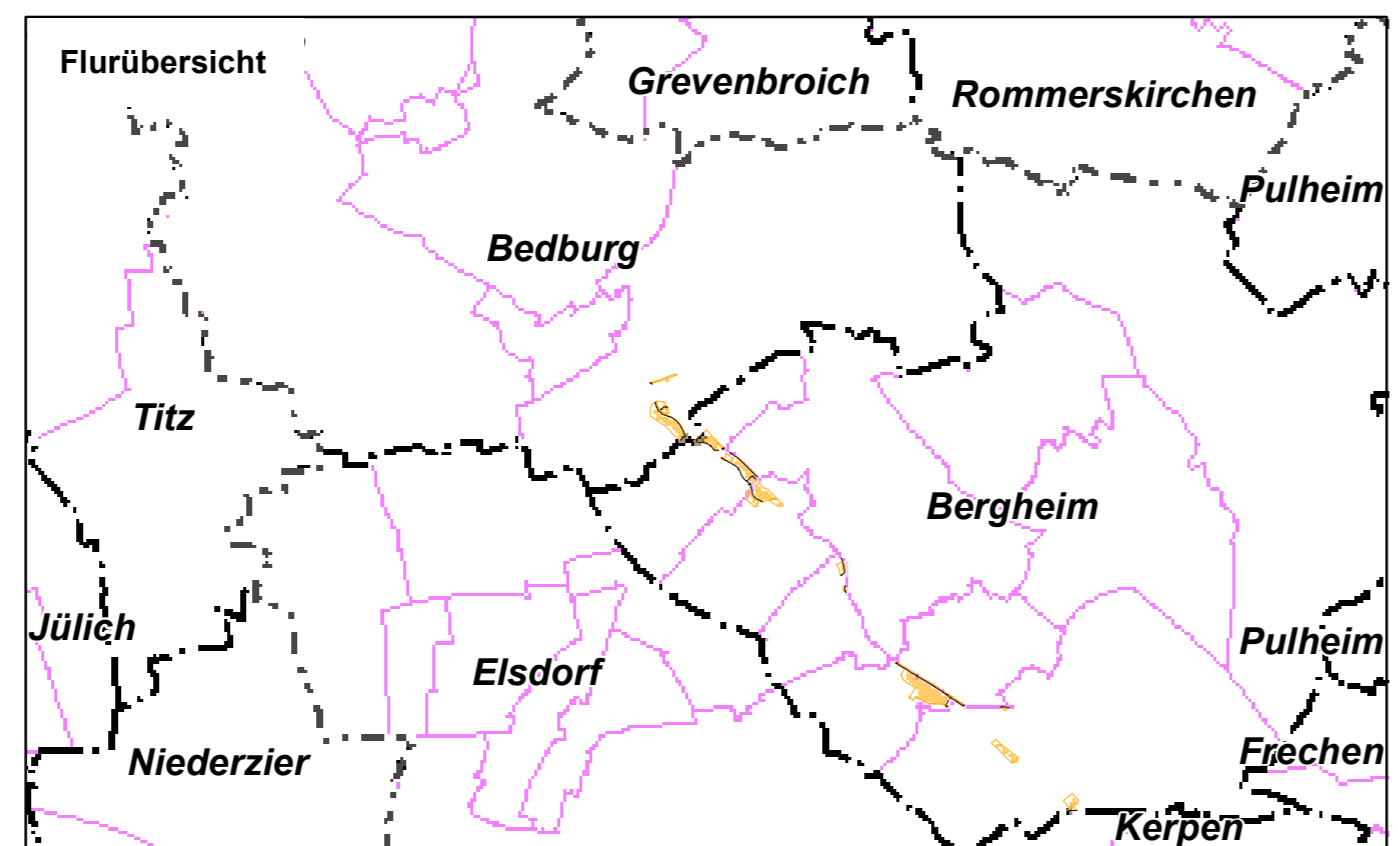 Flurübersicht
Grevenbroich
Rommerskirchen
Pulheim
Bedburg
Titz
Bergheim
Jülich
Pulheim
Elsdorf
Frechen
Niederzier
Kerpen